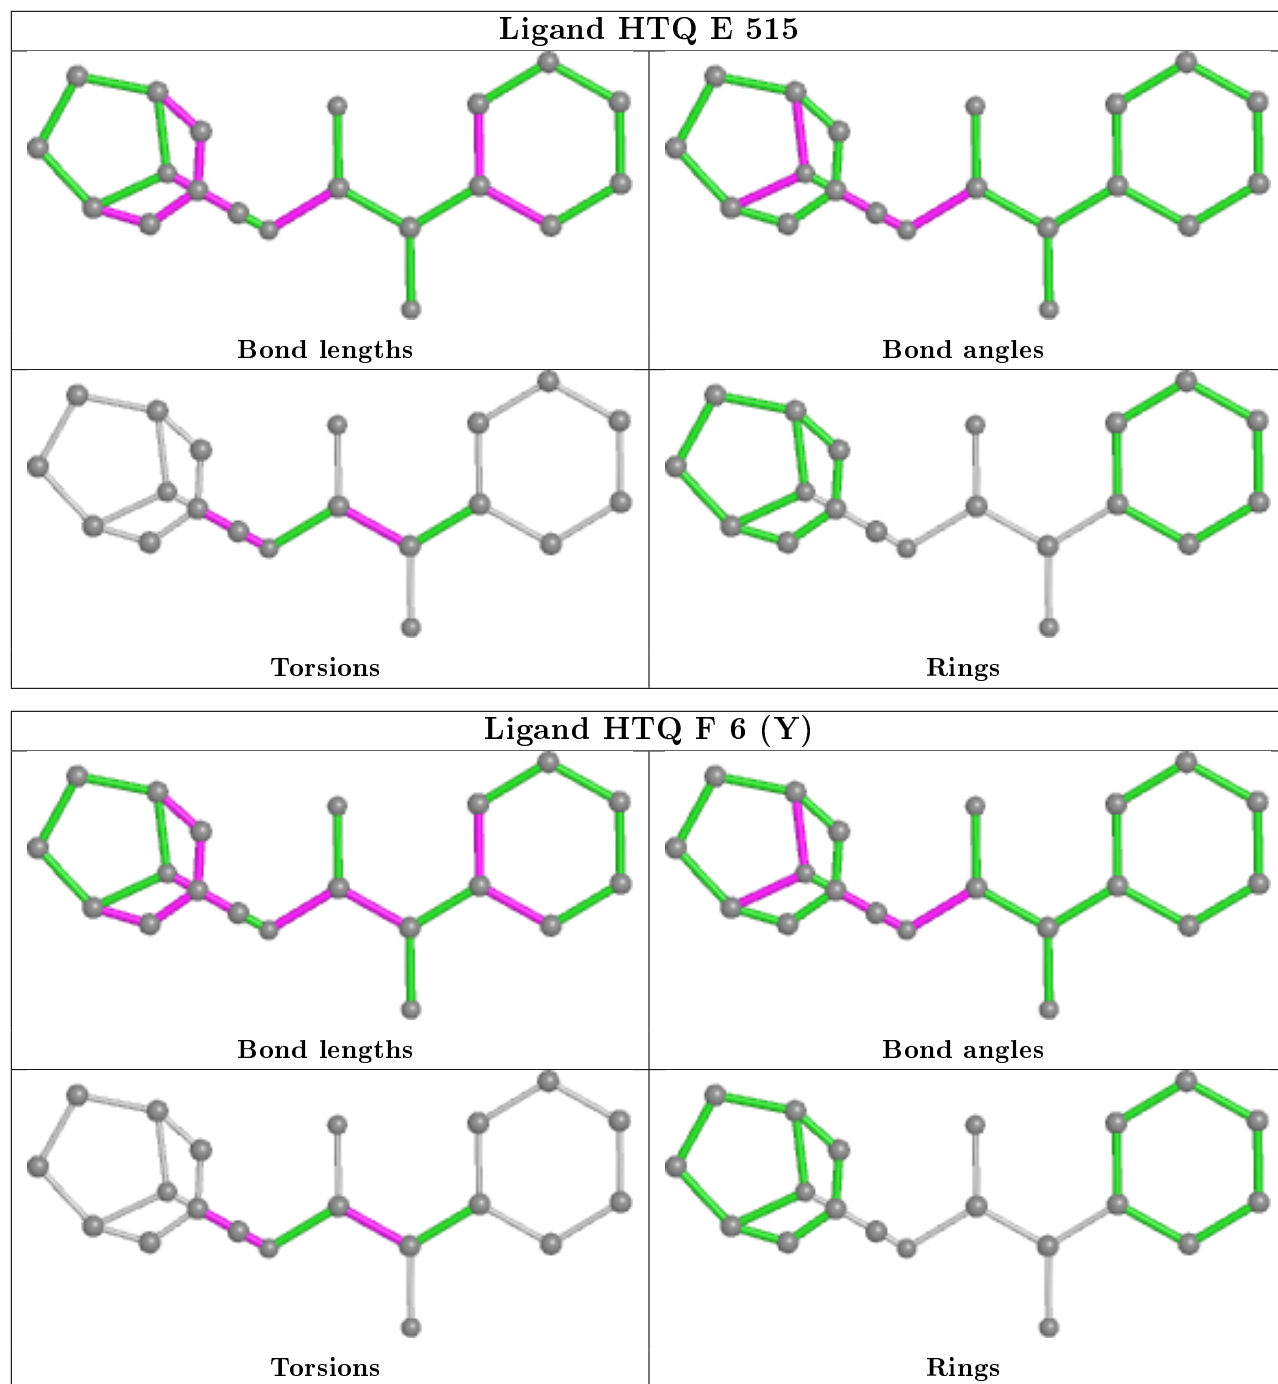 Ligand HTQ E 515
Bond lengths
Bond angles
Torsions
Rings
Ligand HTQ F 6 (Y)
Bond lengths
Bond angles
Torsions
Rings